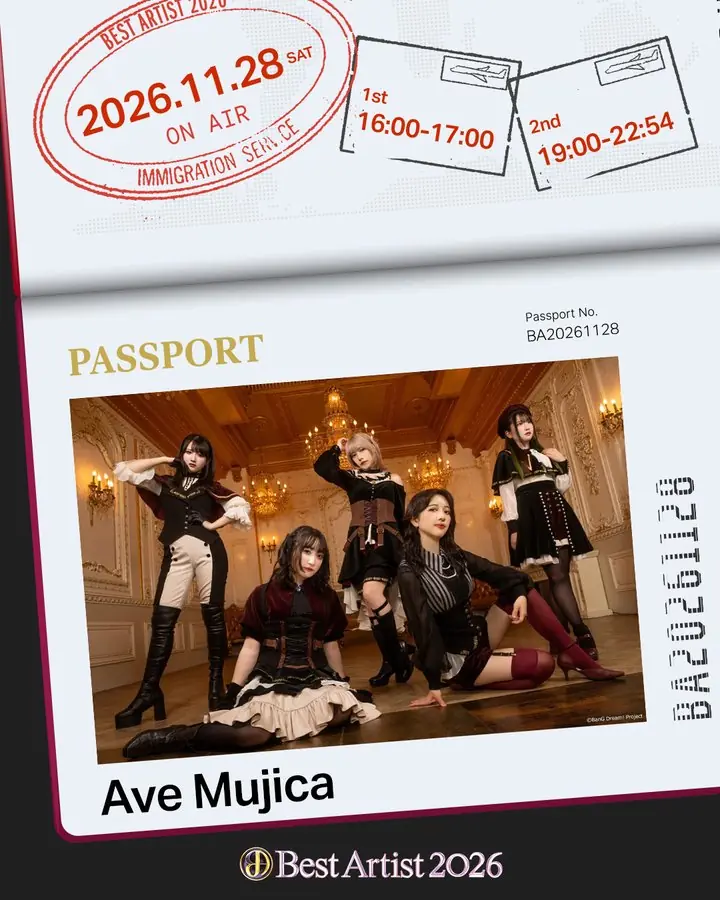 BEST ARTIST 2026
2026.11.28 SAT
ON AIR
IMMIGRATION SERVICE
1st
16:00-17:00
2nd
19:00-22:54
PASSPORT
Passport No.
BA20261128
©BanG Dream! Project
BA20261128
Ave Mujica
Best Artist 2026